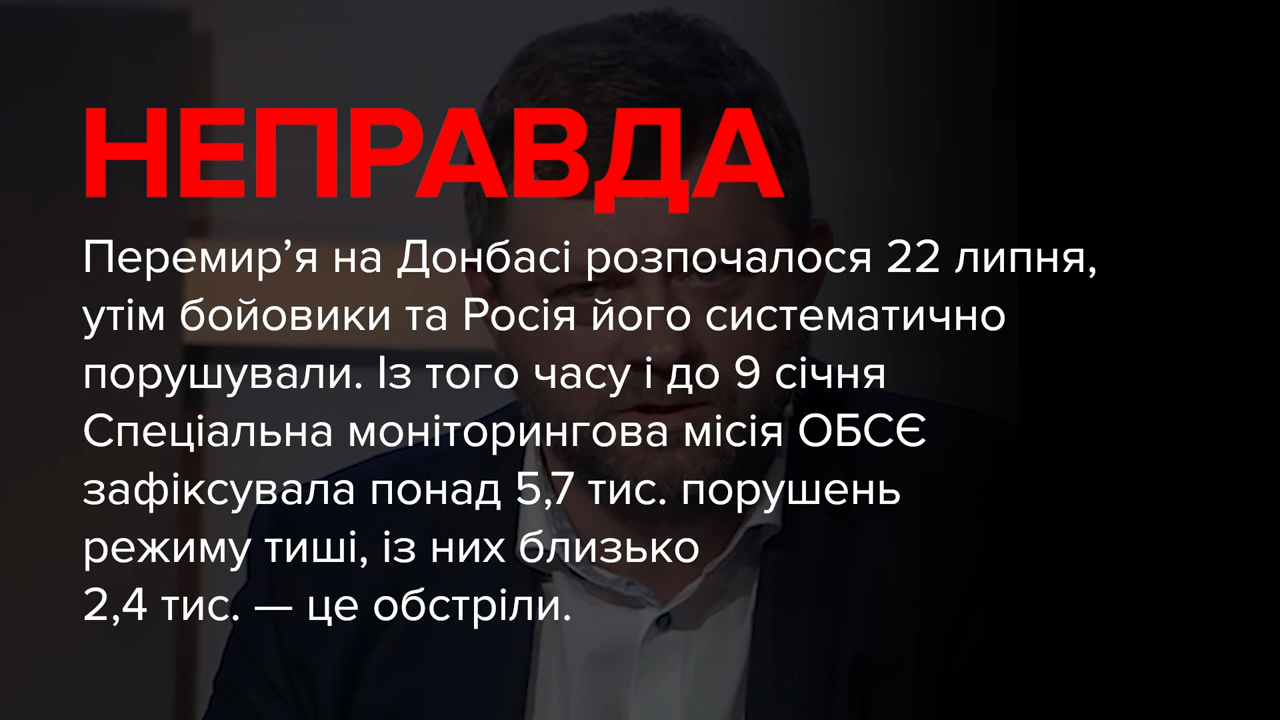 НЕПРАВДА
Перемир’я на Донбасі розпочалося 22 липня,
утім бойовики та Росія його систематично
порушували. Із того часу і до 9 січня
Спеціальна моніторингова місія ОБСЄ
зафіксувала понад 5,7 тис. порушень
режиму тиші, із них близько
2,4 тис. — це обстріли.